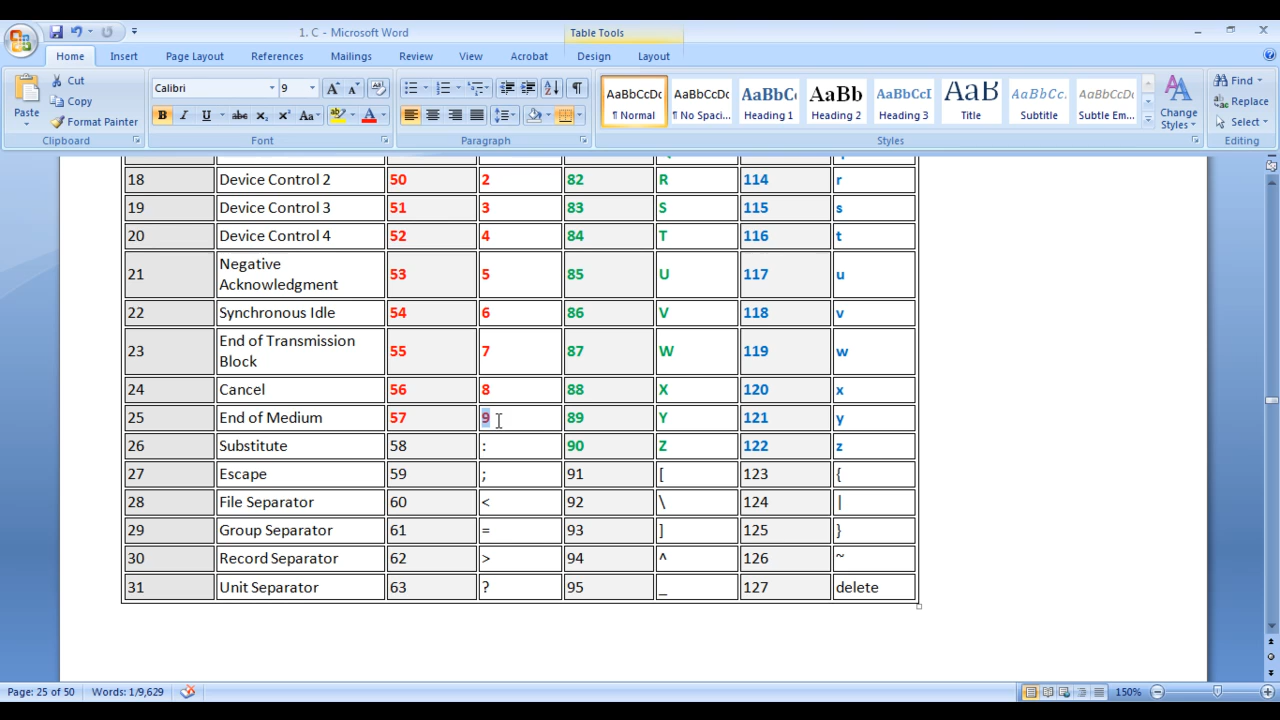 1. C - Microsoft Word
Table Tools
Home Insert Page Layout References Mailings Review View Acrobat Design Layout
Paste
Cut
Copy
Format Painter
Clipboard
Calibri 9
Font
Paragraph
AaBbCcDc AaBbCcDc AaBbC AaBb AaBbCcI AaB AaBbCc. AaBbCcDc
¶ Normal ¶ No Spaci... Heading 1 Heading 2 Heading 3 Title Subtitle Subtle Em...
Styles
Change Styles
Find
Replace
Select
Editing
18 Device Control 2 50 2 82 R 114 r
19 Device Control 3 51 3 83 S 115 s
20 Device Control 4 52 4 84 T 116 t
21 Negative Acknowledgment 53 5 85 U 117 u
22 Synchronous Idle 54 6 86 V 118 v
23 End of Transmission Block 55 7 87 W 119 w
24 Cancel 56 8 88 X 120 x
25 End of Medium 57 9 89 Y 121 y
26 Substitute 58 : 90 Z 122 z
27 Escape 59 ; 91 [ 123 {
28 File Separator 60 < 92 \ 124 |
29 Group Separator 61 = 93 ] 125 }
30 Record Separator 62 > 94 ^ 126 ~
31 Unit Separator 63 ? 95 _ 127 delete
Page: 25 of 50 Words: 1/9,629 150%